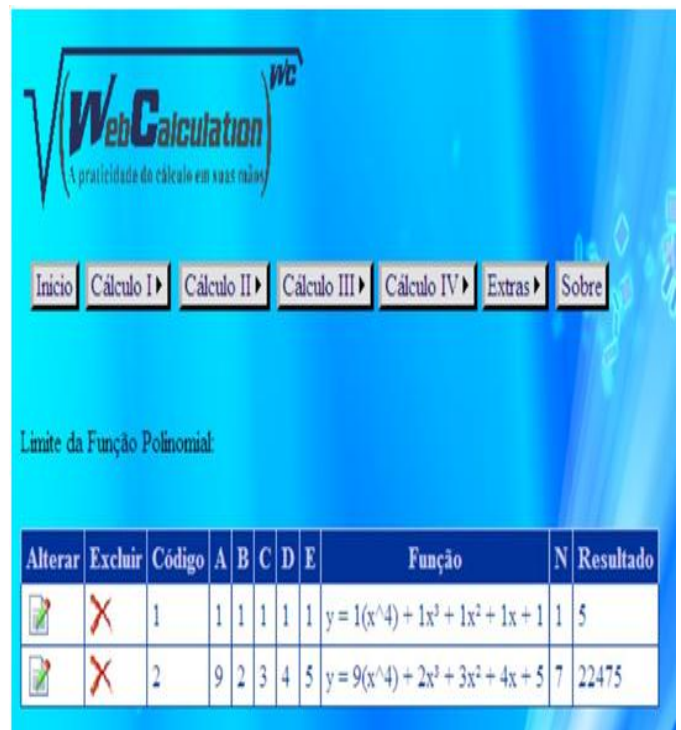 WC
WebCalculation
A praticidade do cálculo em suas mãos
Início Cálculo I Cálculo II Cálculo III Cálculo IV Extras Sobre
Limite da Função Polinomial:
Alterar Excluir Código A B C D E Função N Resultado
1 1 1 1 1 1 y = 1(x^4) + 1x³ + 1x² + 1x + 1 1 5
2 9 2 3 4 5 y = 9(x^4) + 2x³ + 3x² + 4x + 5 7 22475